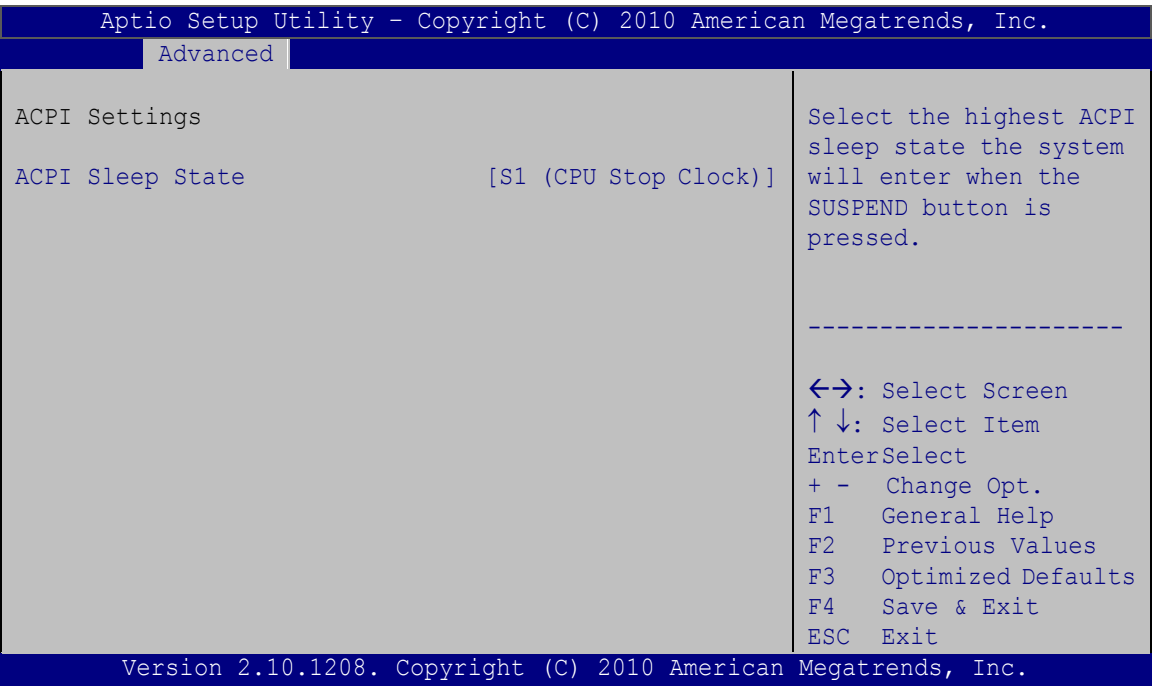 Aptio Setup Utility – Copyright (C) 2010 American Megatrends, Inc.
Advanced
ACPI Settings
ACPI Sleep State [S1 (CPU Stop Clock)]
Select the highest ACPI
sleep state the system
will enter when the
SUSPEND button is
pressed.
----------------------
←→: Select Screen
↑ ↓: Select Item
EnterSelect
+ - Change Opt.
F1 General Help
F2 Previous Values
F3 Optimized Defaults
F4 Save & Exit
ESC Exit
Version 2.10.1208. Copyright (C) 2010 American Megatrends, Inc.